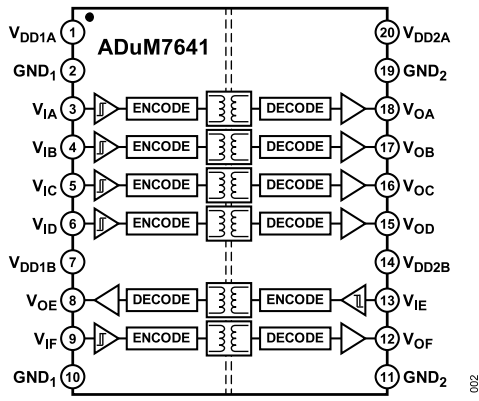 ADuM7641
VDD1A 1 20 VDD2A
GND1 2 19 GND2
VIA 3 ENCODE DECODE 18 VOA
VIB 4 ENCODE DECODE 17 VOB
VIC 5 ENCODE DECODE 16 VOC
VID 6 ENCODE DECODE 15 VOD
VDD1B 7 14 VDD2B
VOE 8 DECODE ENCODE 13 VIE
VIF 9 ENCODE DECODE 12 VOF
GND1 10 11 GND2
002